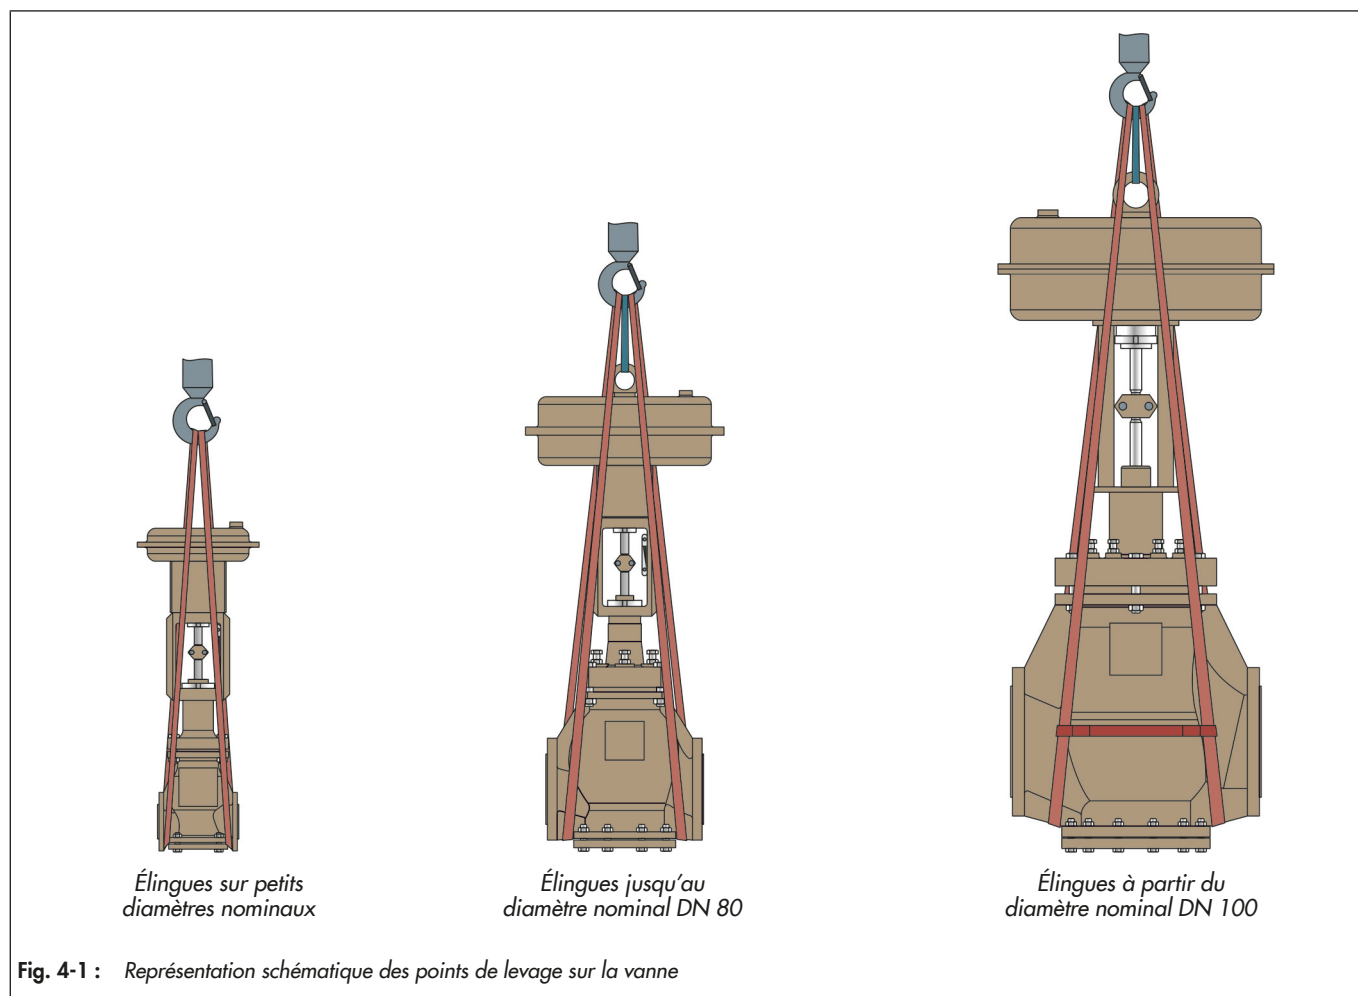 Élingues sur petits
diamètres nominaux
Élingues jusqu'au
diamètre nominal DN 80
Élingues à partir du
diamètre nominal DN 100
Fig. 4-1 : Représentation schématique des points de levage sur la vanne